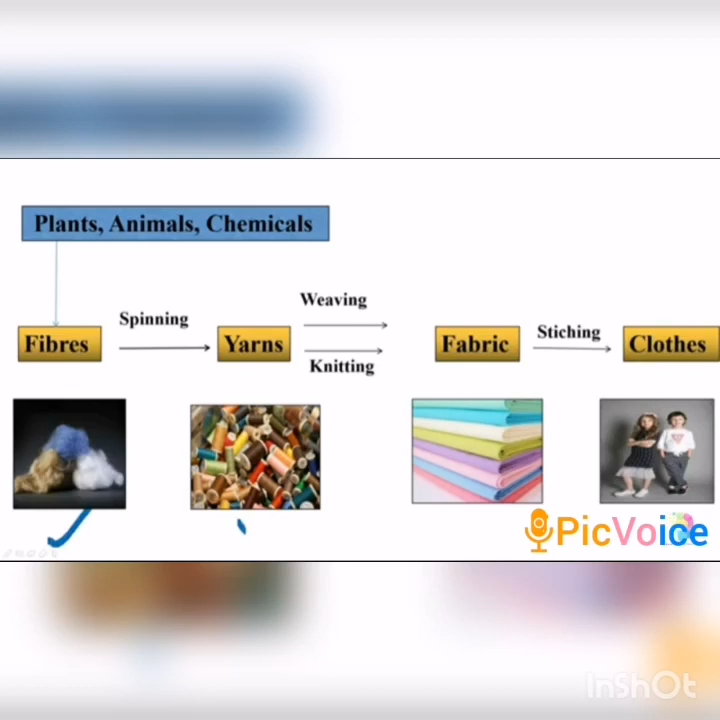 Plants, Animals, Chemicals
Weaving
Spinning
Stiching
Fibres
Yarns
Fabric
Clothes
Knitting
PicVoice
InShOt